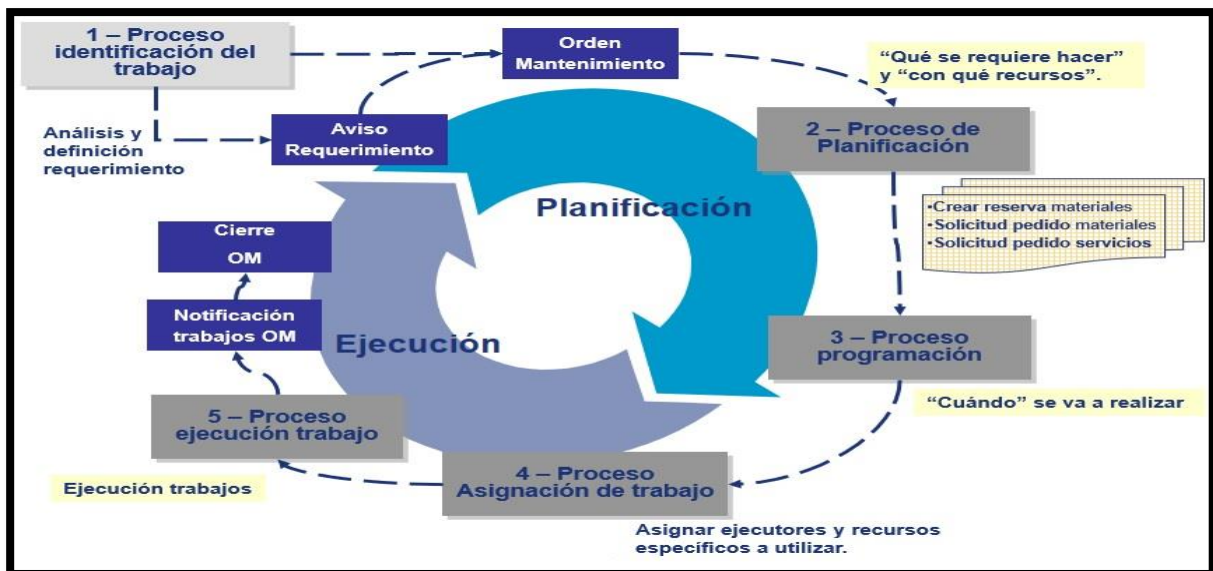 1 – Proceso
identificación del
trabajo
Orden
Mantenimiento
“Qué se requiere hacer”
y “con qué recursos”.
Análisis y
definición
requerimiento
Aviso
Requerimiento
2 – Proceso de
Planificación
Planificación
•Crear reserva materiales
•Solicitud pedido materiales
•Solicitud pedido servicios
Cierre
OM
Notificación
trabajos OM
Ejecución
3 – Proceso
programación
“Cuándo” se va a realizar
5 – Proceso
ejecución trabajo
4 – Proceso
Asignación de trabajo
Ejecución trabajos
Asignar ejecutores y recursos
específicos a utilizar.